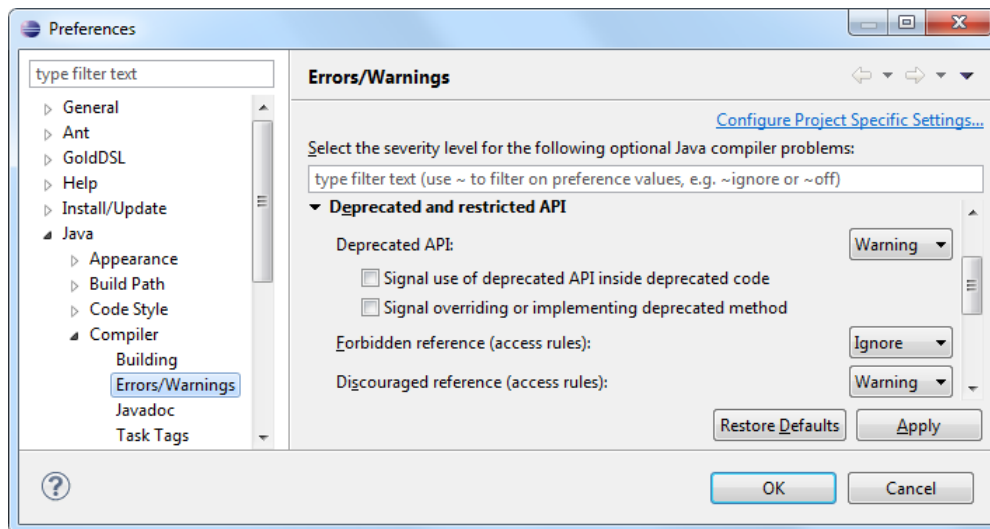 Preferences
type filter text
General
Ant
GoldDSL
Help
Install/Update
Java
Appearance
Build Path
Code Style
Compiler
Building
Errors/Warnings
Javadoc
Task Tags
Errors/Warnings
Configure Project Specific Settings...
Select the severity level for the following optional Java compiler problems:
type filter text (use ~ to filter on preference values, e.g. ~ignore or ~off)
Deprecated and restricted API
Deprecated API: Warning
Signal use of deprecated API inside deprecated code
Signal overriding or implementing deprecated method
Forbidden reference (access rules): Ignore
Discouraged reference (access rules): Warning
Restore Defaults Apply
? OK Cancel